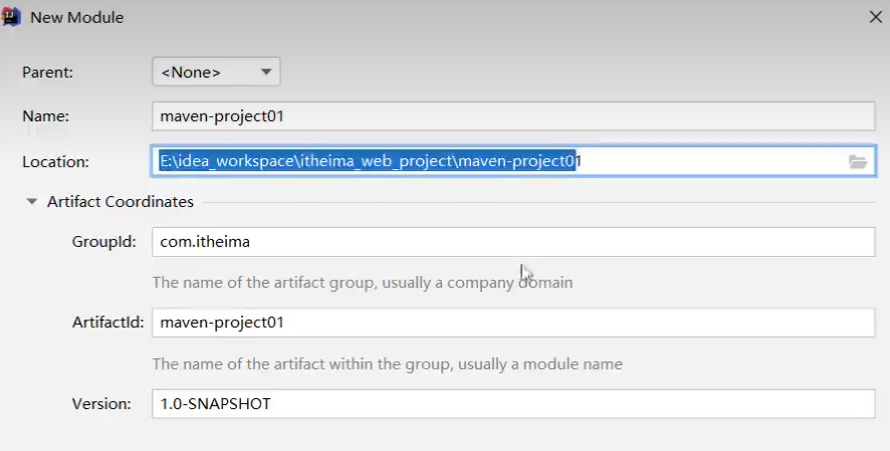 New Module
Parent: <None>
Name: maven-project01
Location: E:\idea_workspace\itheima_web_project\maven-project01
Artifact Coordinates
GroupId: com.itheima
The name of the artifact group, usually a company domain
ArtifactId: maven-project01
The name of the artifact within the group, usually a module name
Version: 1.0-SNAPSHOT